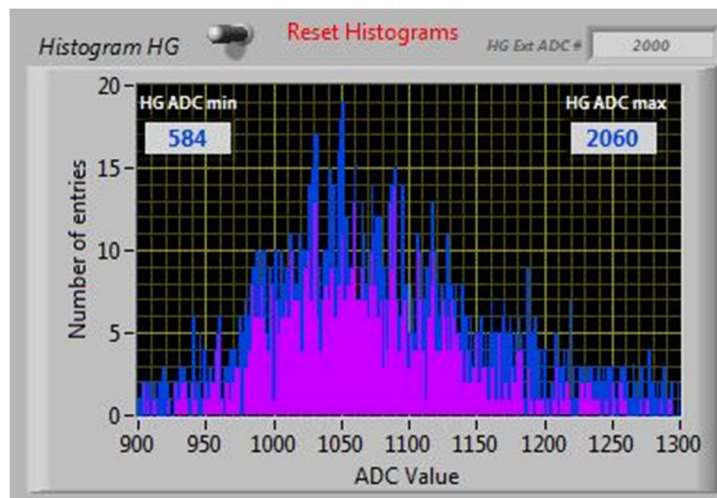 Histogram HG
Reset Histograms
HG Ext ADC #
2000
HG ADC min
584
HG ADC max
2060
Number of entries
20
15
10
5
0
900 950 1000 1050 1100 1150 1200 1250 1300
ADC Value